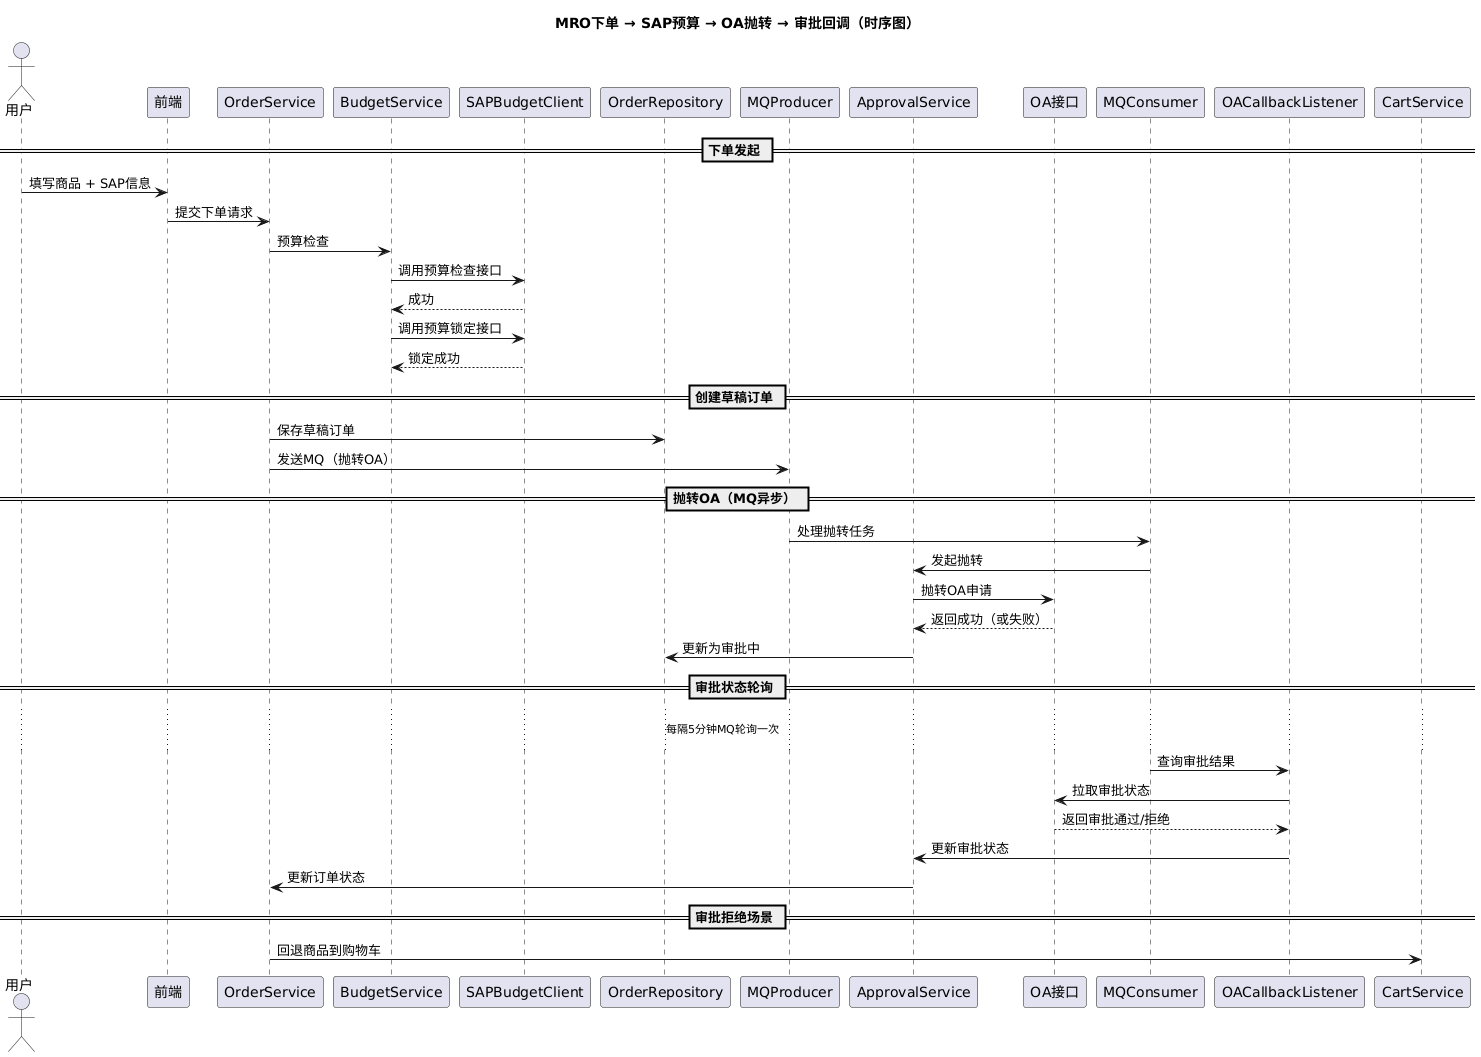 MRO下单 → SAP预算 → OA抛转 → 审批回调（时序图）
用户
前端
OrderService
BudgetService
SAPBudgetClient
OrderRepository
MQProducer
ApprovalService
OA接口
MQConsumer
OACallbackListener
CartService
下单发起
填写商品 + SAP信息
提交下单请求
预算检查
调用预算检查接口
成功
调用预算锁定接口
锁定成功
创建草稿订单
保存草稿订单
发送MQ（抛转OA）
抛转OA（MQ异步）
处理抛转任务
发起抛转
抛转OA申请
返回成功（或失败）
更新为审批中
审批状态轮询
每隔5分钟MQ轮询一次
查询审批结果
拉取审批状态
返回审批通过/拒绝
更新审批状态
更新订单状态
审批拒绝场景
回退商品到购物车
用户
前端
OrderService
BudgetService
SAPBudgetClient
OrderRepository
MQProducer
ApprovalService
OA接口
MQConsumer
OACallbackListener
CartService